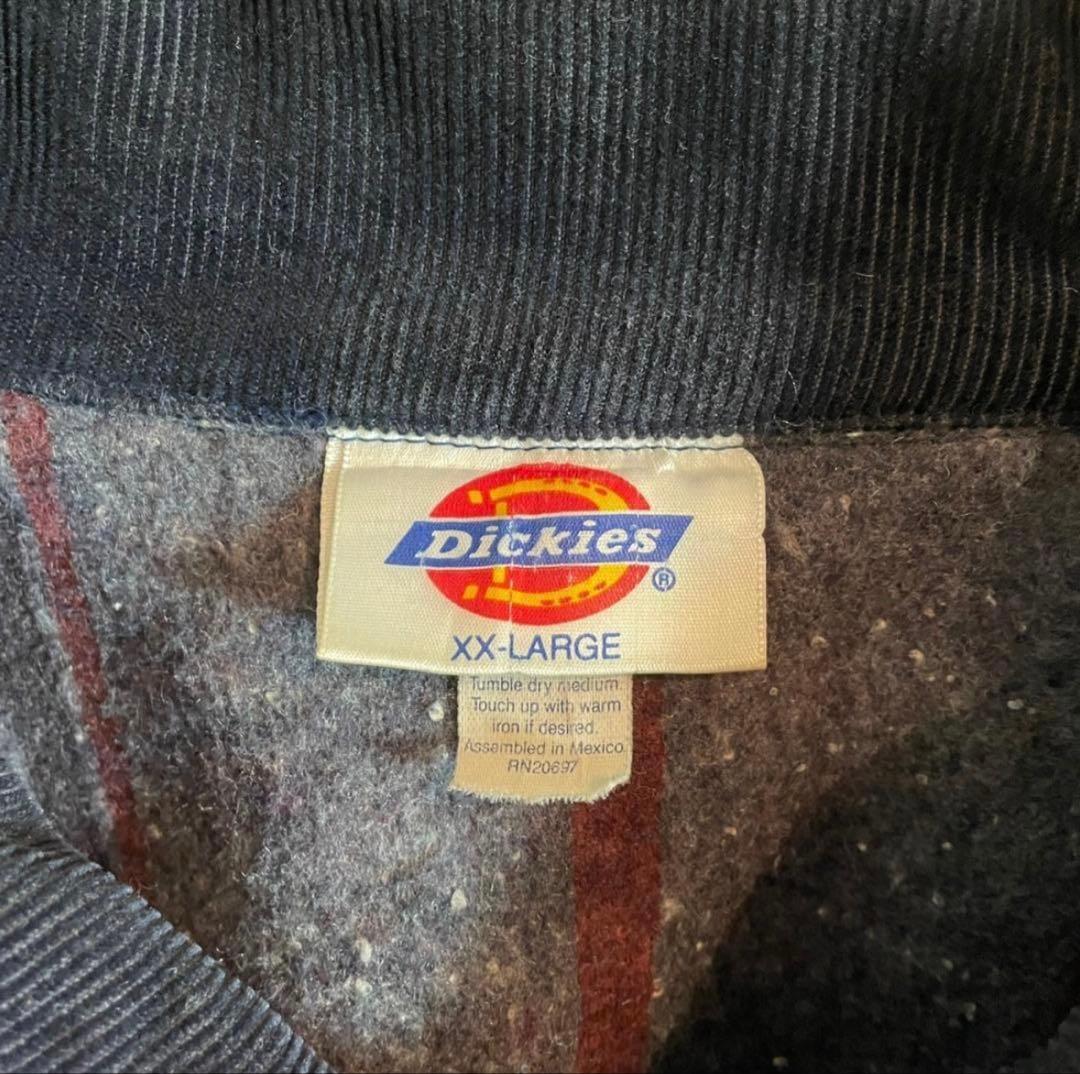 Dickies
®
XX-LARGE
Tumble dry medium.
Touch up with warm
iron if desired.
Assembled in Mexico
RN20697